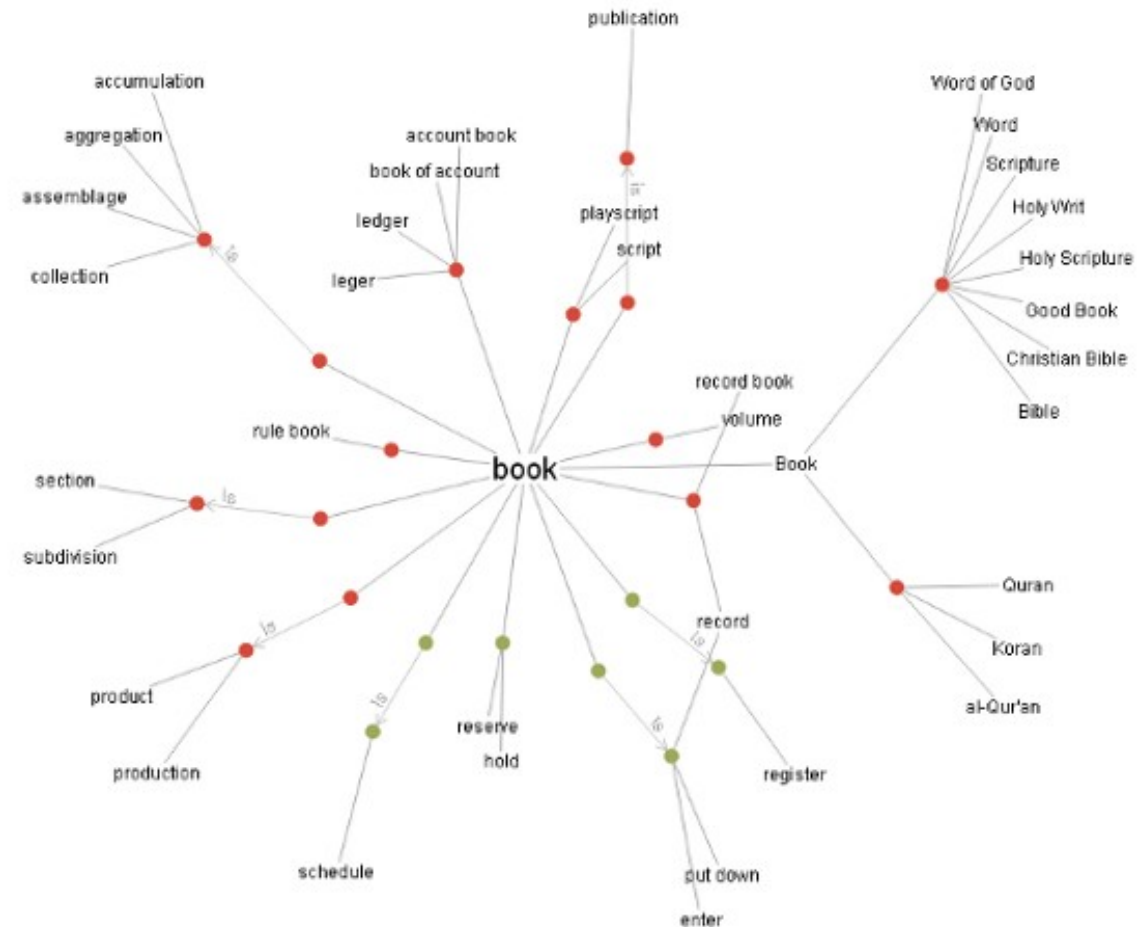 publication
accumulation
Word of God
Word
account book
aggregation
Scripture
book of account
is
assemblage
Holy Writ
playscript
ledger
script
is
Holy Scripture
collection
leger
Good Book
Christian Bible
record book
Bible
volume
rule book
Book
book
section
is
subdivision
Quran
record
is
is
Koran
product
is
al-Qur'an
reserve
is
hold
production
register
schedule
put down
enter